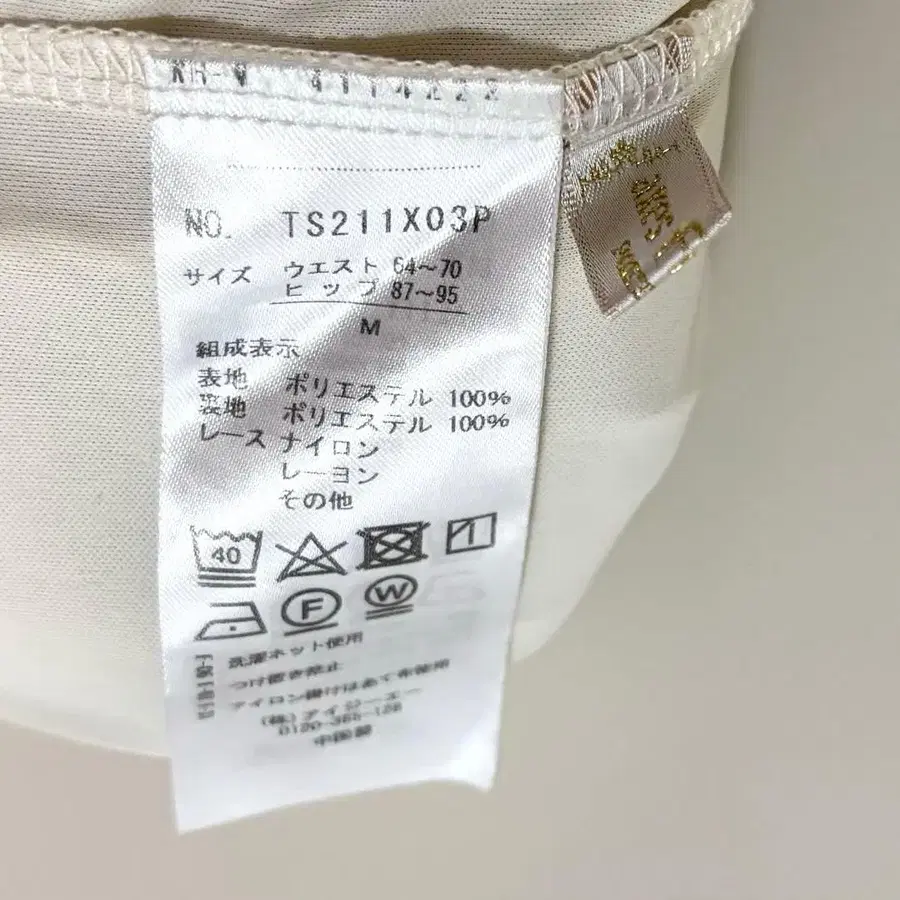 4114222
NO. TS211X03P
サイズ ウエスト 64～70
ヒップ 87～95
M
組成表示
表地 ポリエステル 100%
裏地 ポリエステル 100%
レース ナイロン
レーヨン
その他
40
F W
洗濯ネット使用
つけ置き禁止
アイロン掛けはあて布使用
(株)アイジーエー
中国製